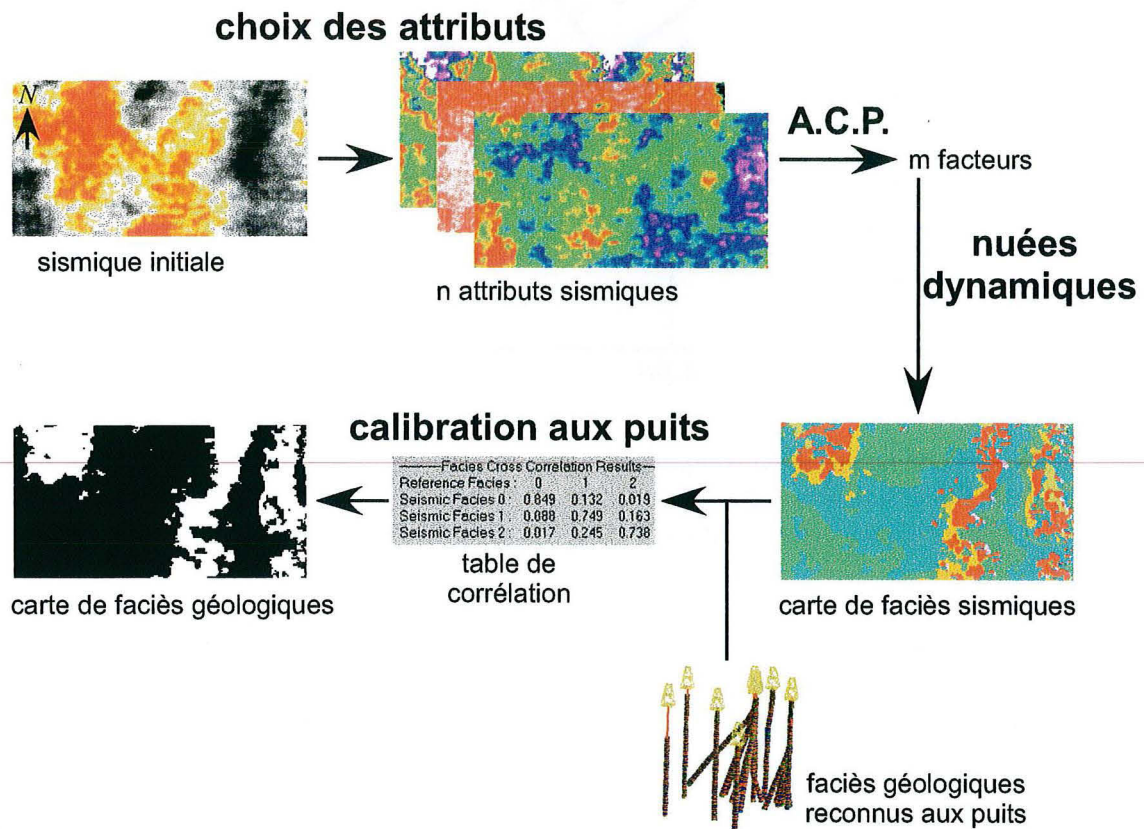 choix des attributs
N
A.C.P.
m facteurs
sismique initiale
n attributs sismiques
nuées
dynamiques
calibration aux puits
Facies Cross Correlation Results
Reference Facies : 0 1 2
Seismic Facies 0 : 0.849 0.132 0.019
Seismic Facies 1 : 0.088 0.749 0.163
Seismic Facies 2 : 0.017 0.245 0.738
table de
corrélation
carte de faciès géologiques
carte de faciès sismiques
faciès géologiques
reconnus aux puits